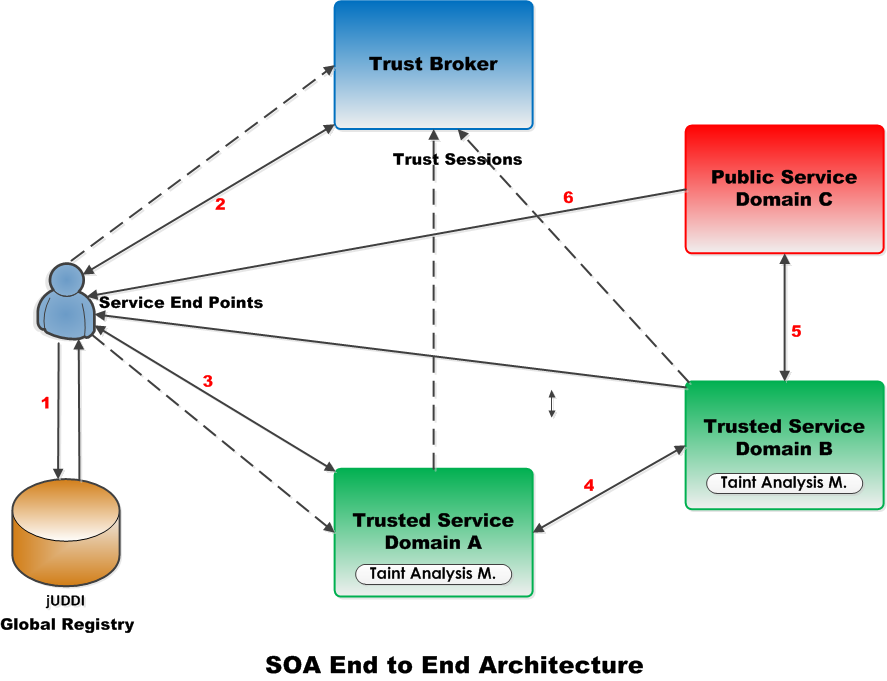 Trust Broker
Trust Sessions
Public Service
Domain C
6
2
Service End Points
5
3
1
Trusted Service
Domain B
Taint Analysis M.
4
Trusted Service
Domain A
Taint Analysis M.
jUDDI
Global Registry
SOA End to End Architecture